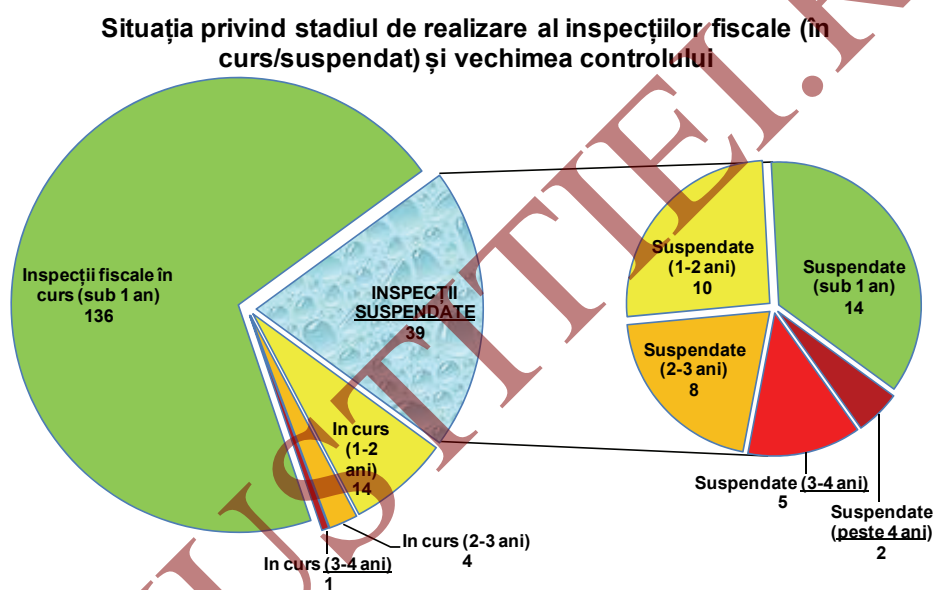 Situația privind stadiul de realizare al inspecțiilor fiscale (în
curs/suspendat) și vechimea controlului
Inspecții fiscale în
curs (sub 1 an)
136
INSPECȚII
SUSPENDATE
39
In curs
(1-2
ani)
14
In curs (2-3 ani)
4
In curs (3-4 ani)
1
Suspendate
(1-2 ani)
10
Suspendate
(sub 1 an)
14
Suspendate
(2-3 ani)
8
Suspendate (3-4 ani)
5
Suspendate
(peste 4 ani)
2
USTITIEI.R